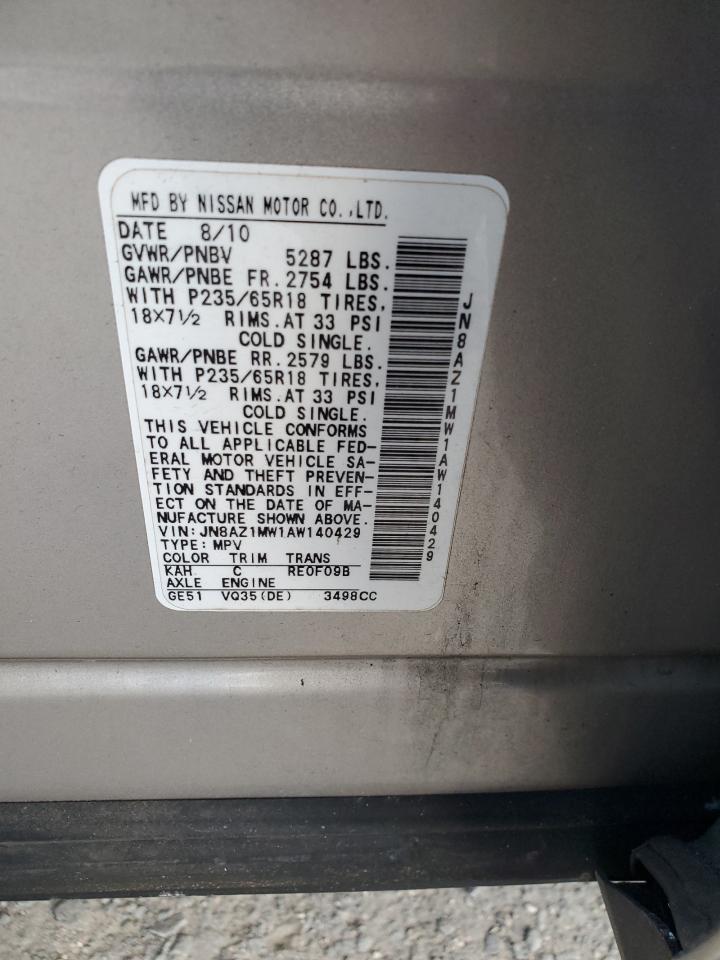 MFD BY NISSAN MOTOR CO.,LTD.
DATE 8/10
GVWR/PNBV 5287 LBS.
GAWR/PNBE FR. 2754 LBS.
WITH P235/65R18 TIRES,
18X7½ RIMS. AT 33 PSI
COLD SINGLE.
GAWR/PNBE RR. 2579 LBS.
WITH P235/65R18 TIRES,
18X7½ RIMS. AT 33 PSI
COLD SINGLE.
THIS VEHICLE CONFORMS
TO ALL APPLICABLE FED-
ERAL MOTOR VEHICLE SA-
FETY AND THEFT PREVEN-
TION STANDARDS IN EFF-
ECT ON THE DATE OF MA-
NUFACTURE SHOWN ABOVE.
VIN:JN8AZ1MW1AW140429
TYPE: MPV
COLOR TRIM TRANS
KAH C RE0F09B
AXLE ENGINE
GE51 VQ35(DE) 3498CC
JN8AZ1MW1AW140429